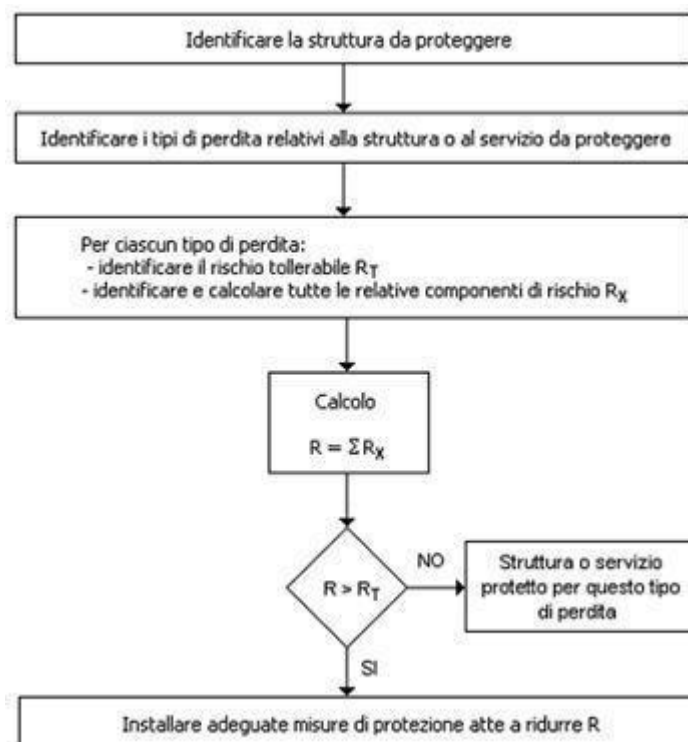 Identificare la struttura da proteggere
Identificare i tipi di perdita relativi alla struttura o al servizio da proteggere
Per ciascun tipo di perdita:
- identificare il rischio tollerabile RT
- identificare e calcolare tutte le relative componenti di rischio RX
Calcolo
R = ΣRX
R > RT
NO
Struttura o servizio
protetto per questo tipo
di perdita
SI
Installare adeguate misure di protezione atte a ridurre R